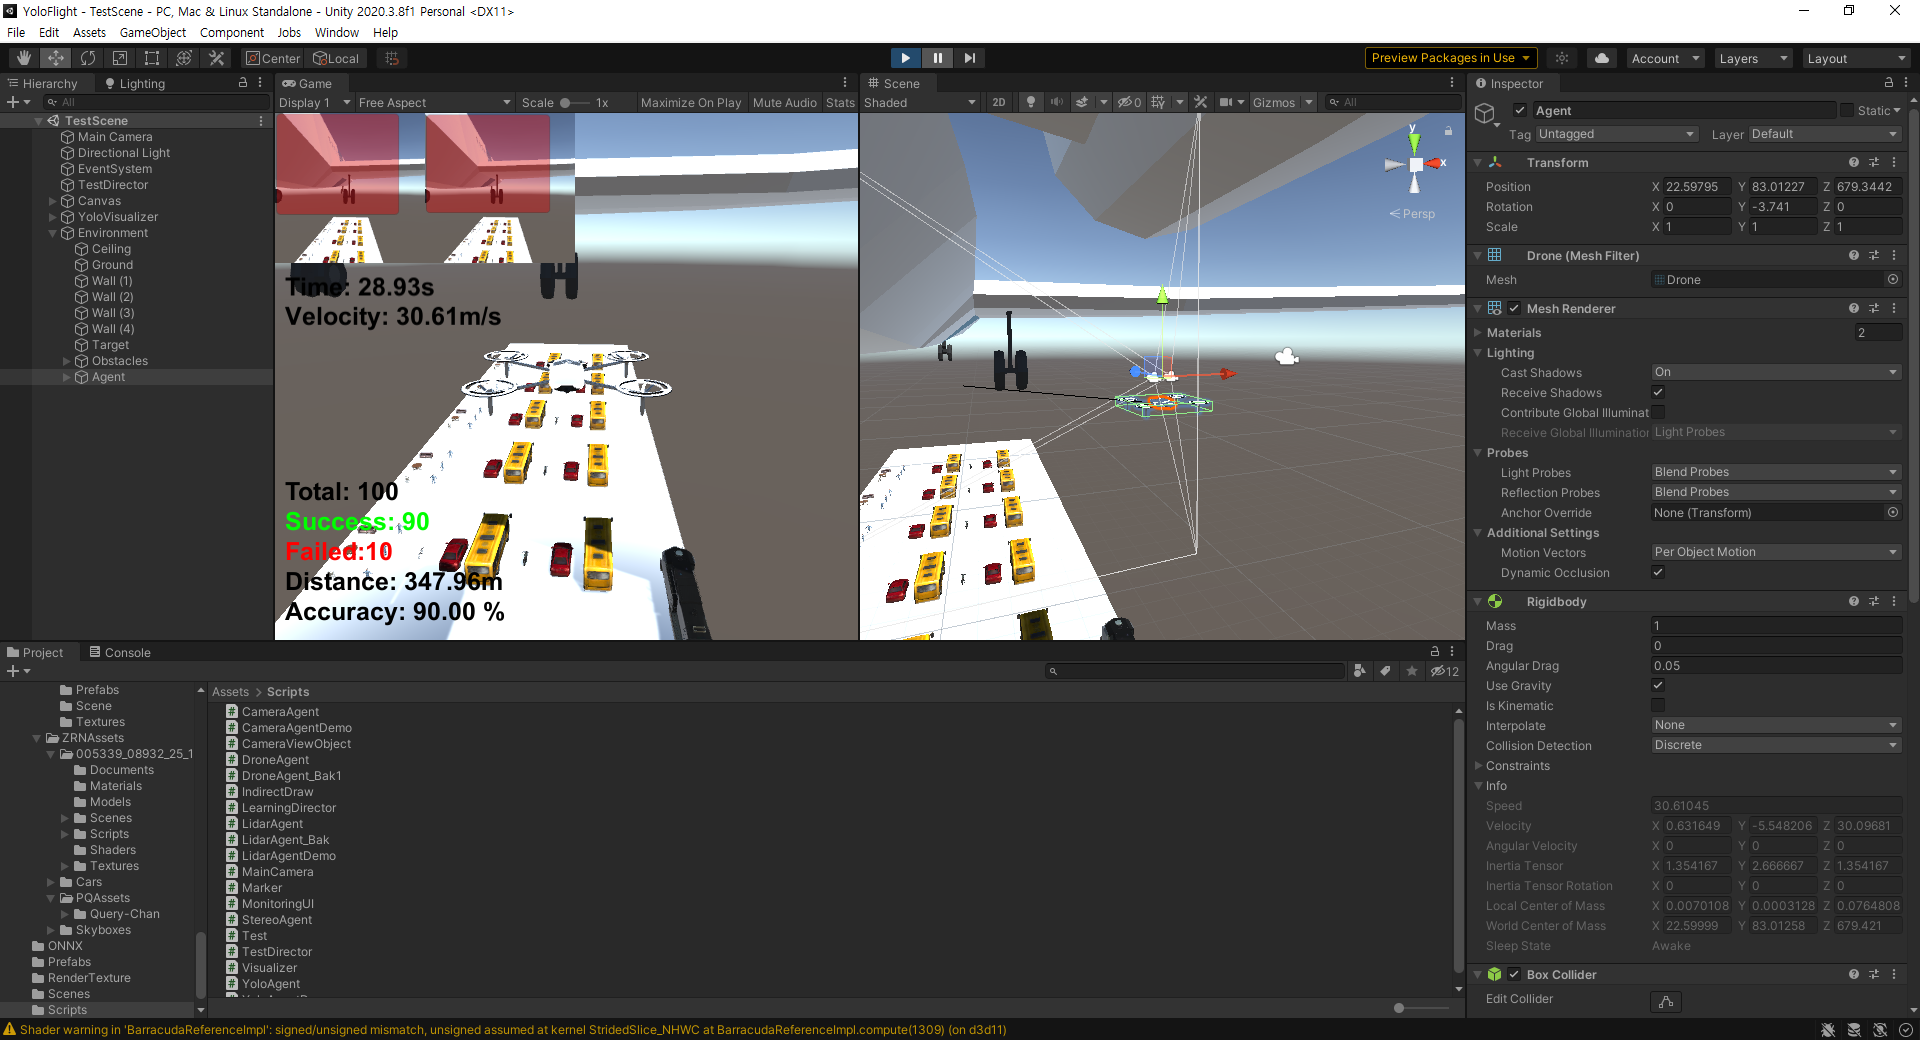 YoloFlight - TestScene - PC, Mac & Linux Standalone - Unity 2020.3.8f1 Personal <DX11>
File Edit Assets GameObject Component Jobs Window Help
Center Local Preview Packages in Use Account Layers Layout
Hierarchy Lighting
All
TestScene
Main Camera
Directional Light
EventSystem
TestDirector
Canvas
YoloVisualizer
Environment
Ceiling
Ground
Wall (1)
Wall (2)
Wall (3)
Wall (4)
Target
Obstacles
Agent
Game
Display 1 Free Aspect Scale 1x Maximize On Play Mute Audio Stats
Time: 28.93s
Velocity: 30.61m/s
Total: 100
Success: 90
Failed:10
Distance: 347.96m
Accuracy: 90.00 %
Scene
Shaded 2D 0 Gizmos All
y
x
Persp
Inspector
Agent Static
Tag Untagged Layer Default
Transform
Position X 22.59795 Y 83.01227 Z 679.3442
Rotation X 0 Y -3.741 Z 0
Scale X 1 Y 1 Z 1
Drone (Mesh Filter)
Mesh Drone
Mesh Renderer
Materials 2
Lighting
Cast Shadows On
Receive Shadows
Contribute Global Illuminat
Receive Global Illumination Light Probes
Probes
Light Probes Blend Probes
Reflection Probes Blend Probes
Anchor Override None (Transform)
Additional Settings
Motion Vectors Per Object Motion
Dynamic Occlusion
Rigidbody
Mass 1
Drag 0
Angular Drag 0.05
Use Gravity
Is Kinematic
Interpolate None
Collision Detection Discrete
Constraints
Info
Speed 30.61045
Velocity X 0.631649 Y -5.548206 Z 30.09681
Angular Velocity X 0 Y 0 Z 0
Inertia Tensor X 1.354167 Y 2.666667 Z 1.354167
Inertia Tensor Rotation X 0 Y 0 Z 0
Local Center of Mass X 0.0070108 Y 0.0003128 Z 0.0764808
World Center of Mass X 22.59999 Y 83.01258 Z 679.421
Sleep State Awake
Box Collider
Edit Collider
Project Console
12
Prefabs
Scene
Textures
ZRNAssets
005339_08932_25_1
Documents
Materials
Models
Scenes
Scripts
Shaders
Textures
Cars
PQAssets
Query-Chan
Skyboxes
ONNX
Prefabs
RenderTexture
Scenes
Scripts
Assets > Scripts
CameraAgent
CameraAgentDemo
CameraViewObject
DroneAgent
DroneAgent_Bak1
IndirectDraw
LearningDirector
LidarAgent
LidarAgent_Bak
LidarAgentDemo
MainCamera
Marker
MonitoringUI
StereoAgent
Test
TestDirector
Visualizer
YoloAgent
Shader warning in 'BarracudaReferenceImpl': signed/unsigned mismatch, unsigned assumed at kernel StridedSlice_NHWC at BarracudaReferenceImpl.compute(1309) (on d3d11)